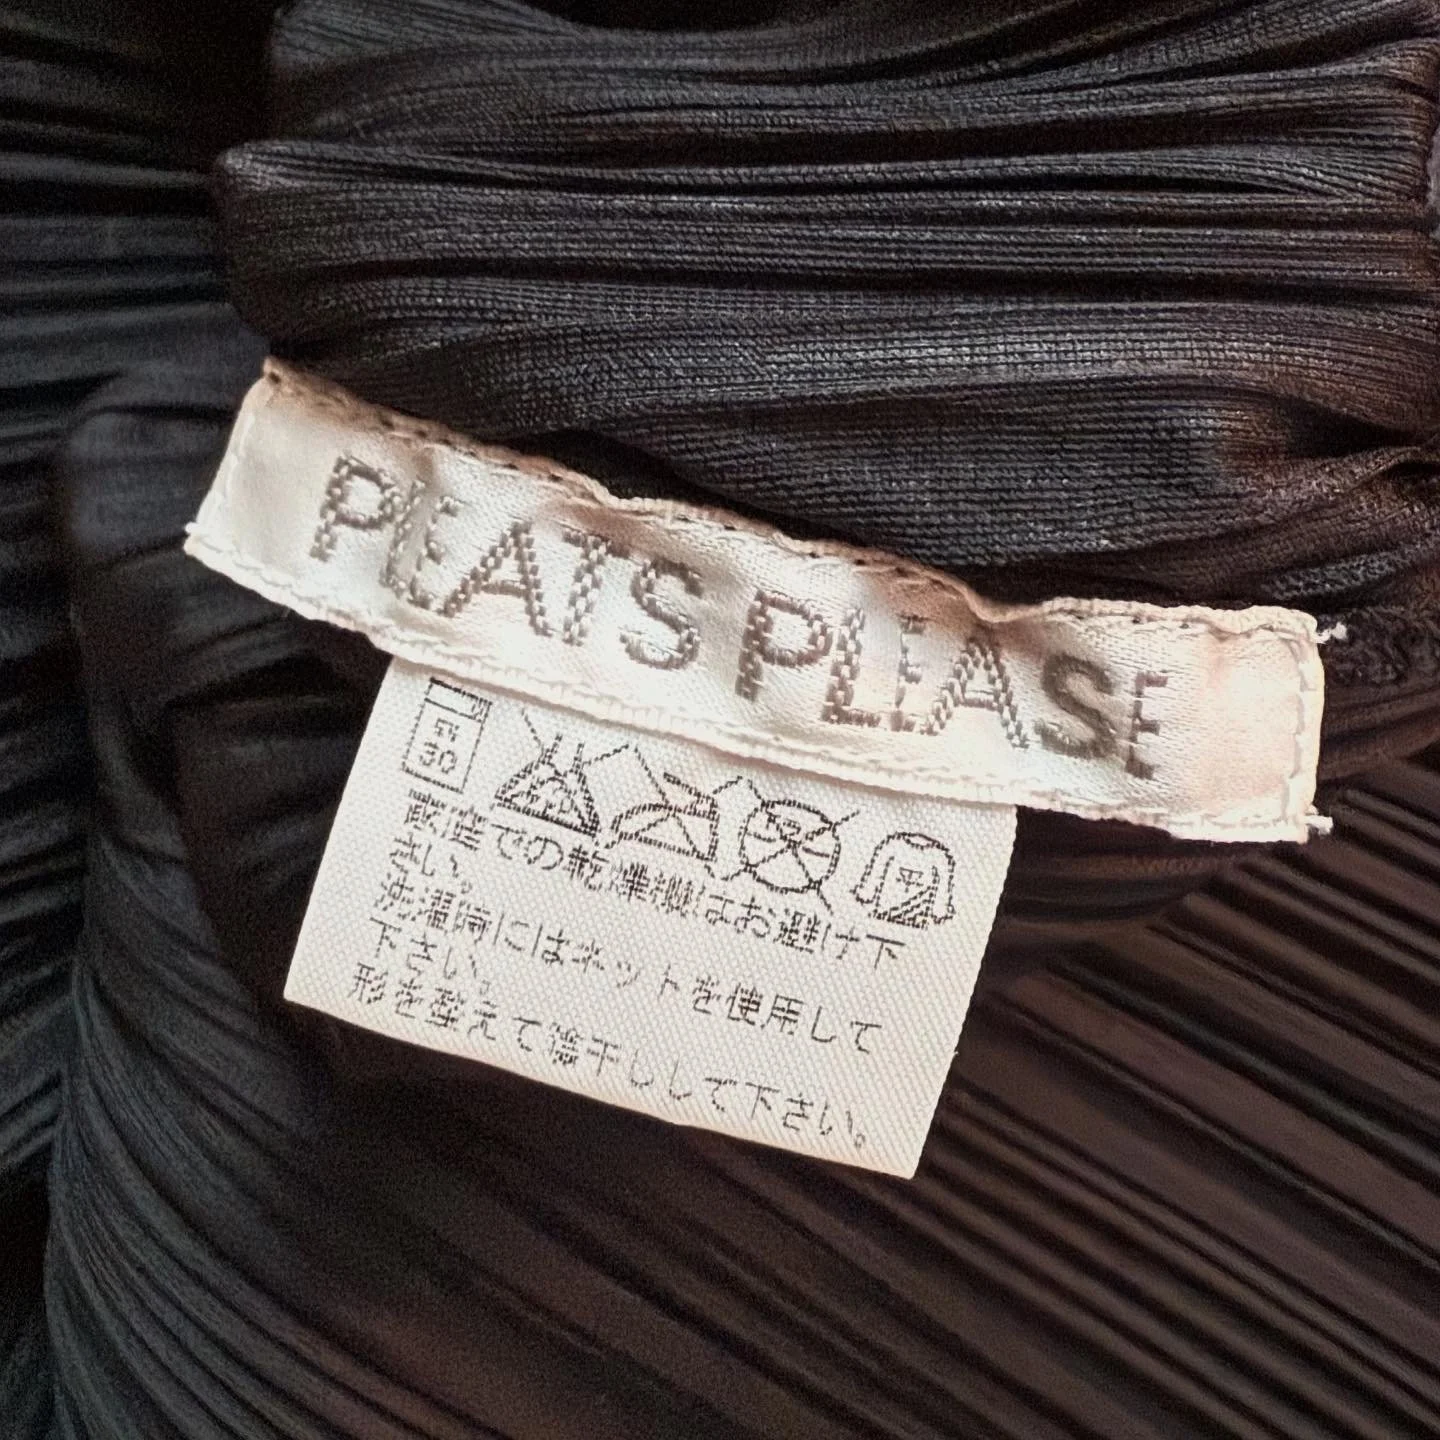 PLEATS PLEASE
弱
30
家庭での乾燥機はお避け下
さい。
洗濯時にはネットを使用して
下さい。
形を整えて陰干しして下さい。